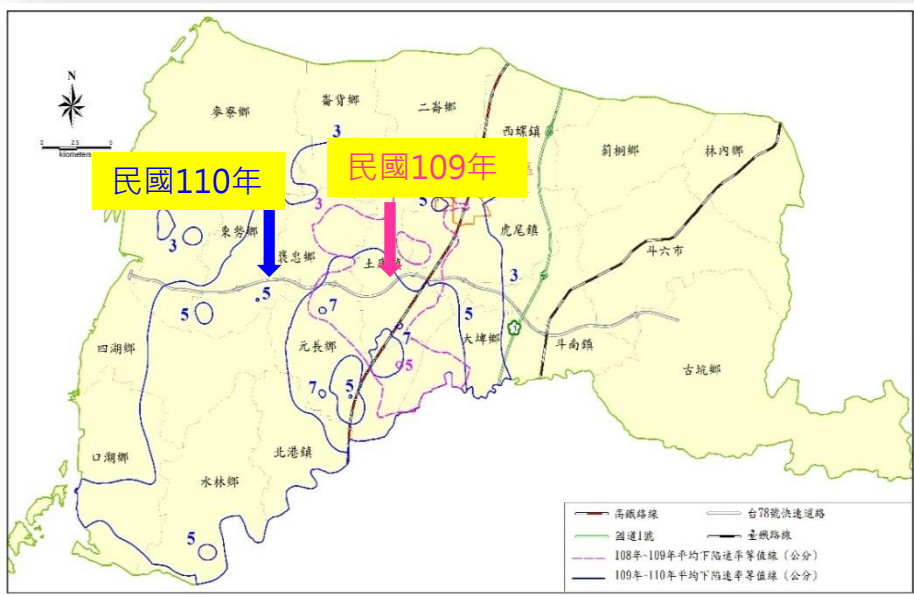 N
麥寮鄉
崙背鄉
二崙鄉
西螺鎮
莿桐鄉
林內鄉
2.5
5
kilometers
3
民國110年
民國109年
3
5
3
東勢鄉
褒忠鄉
土庫鎮
虎尾鎮
3
斗六市
5
5
7
7
5
1
四湖鄉
元長鄉
大埤鄉
斗南鎮
古坑鄉
5
7
5
口湖鄉
水林鄉
北港鎮
5
高鐵路線
台78號快速道路
國道1號
臺鐵路線
108年~109年平均下陷速率等值線（公分）
109年~110年平均下陷速率等值線（公分）